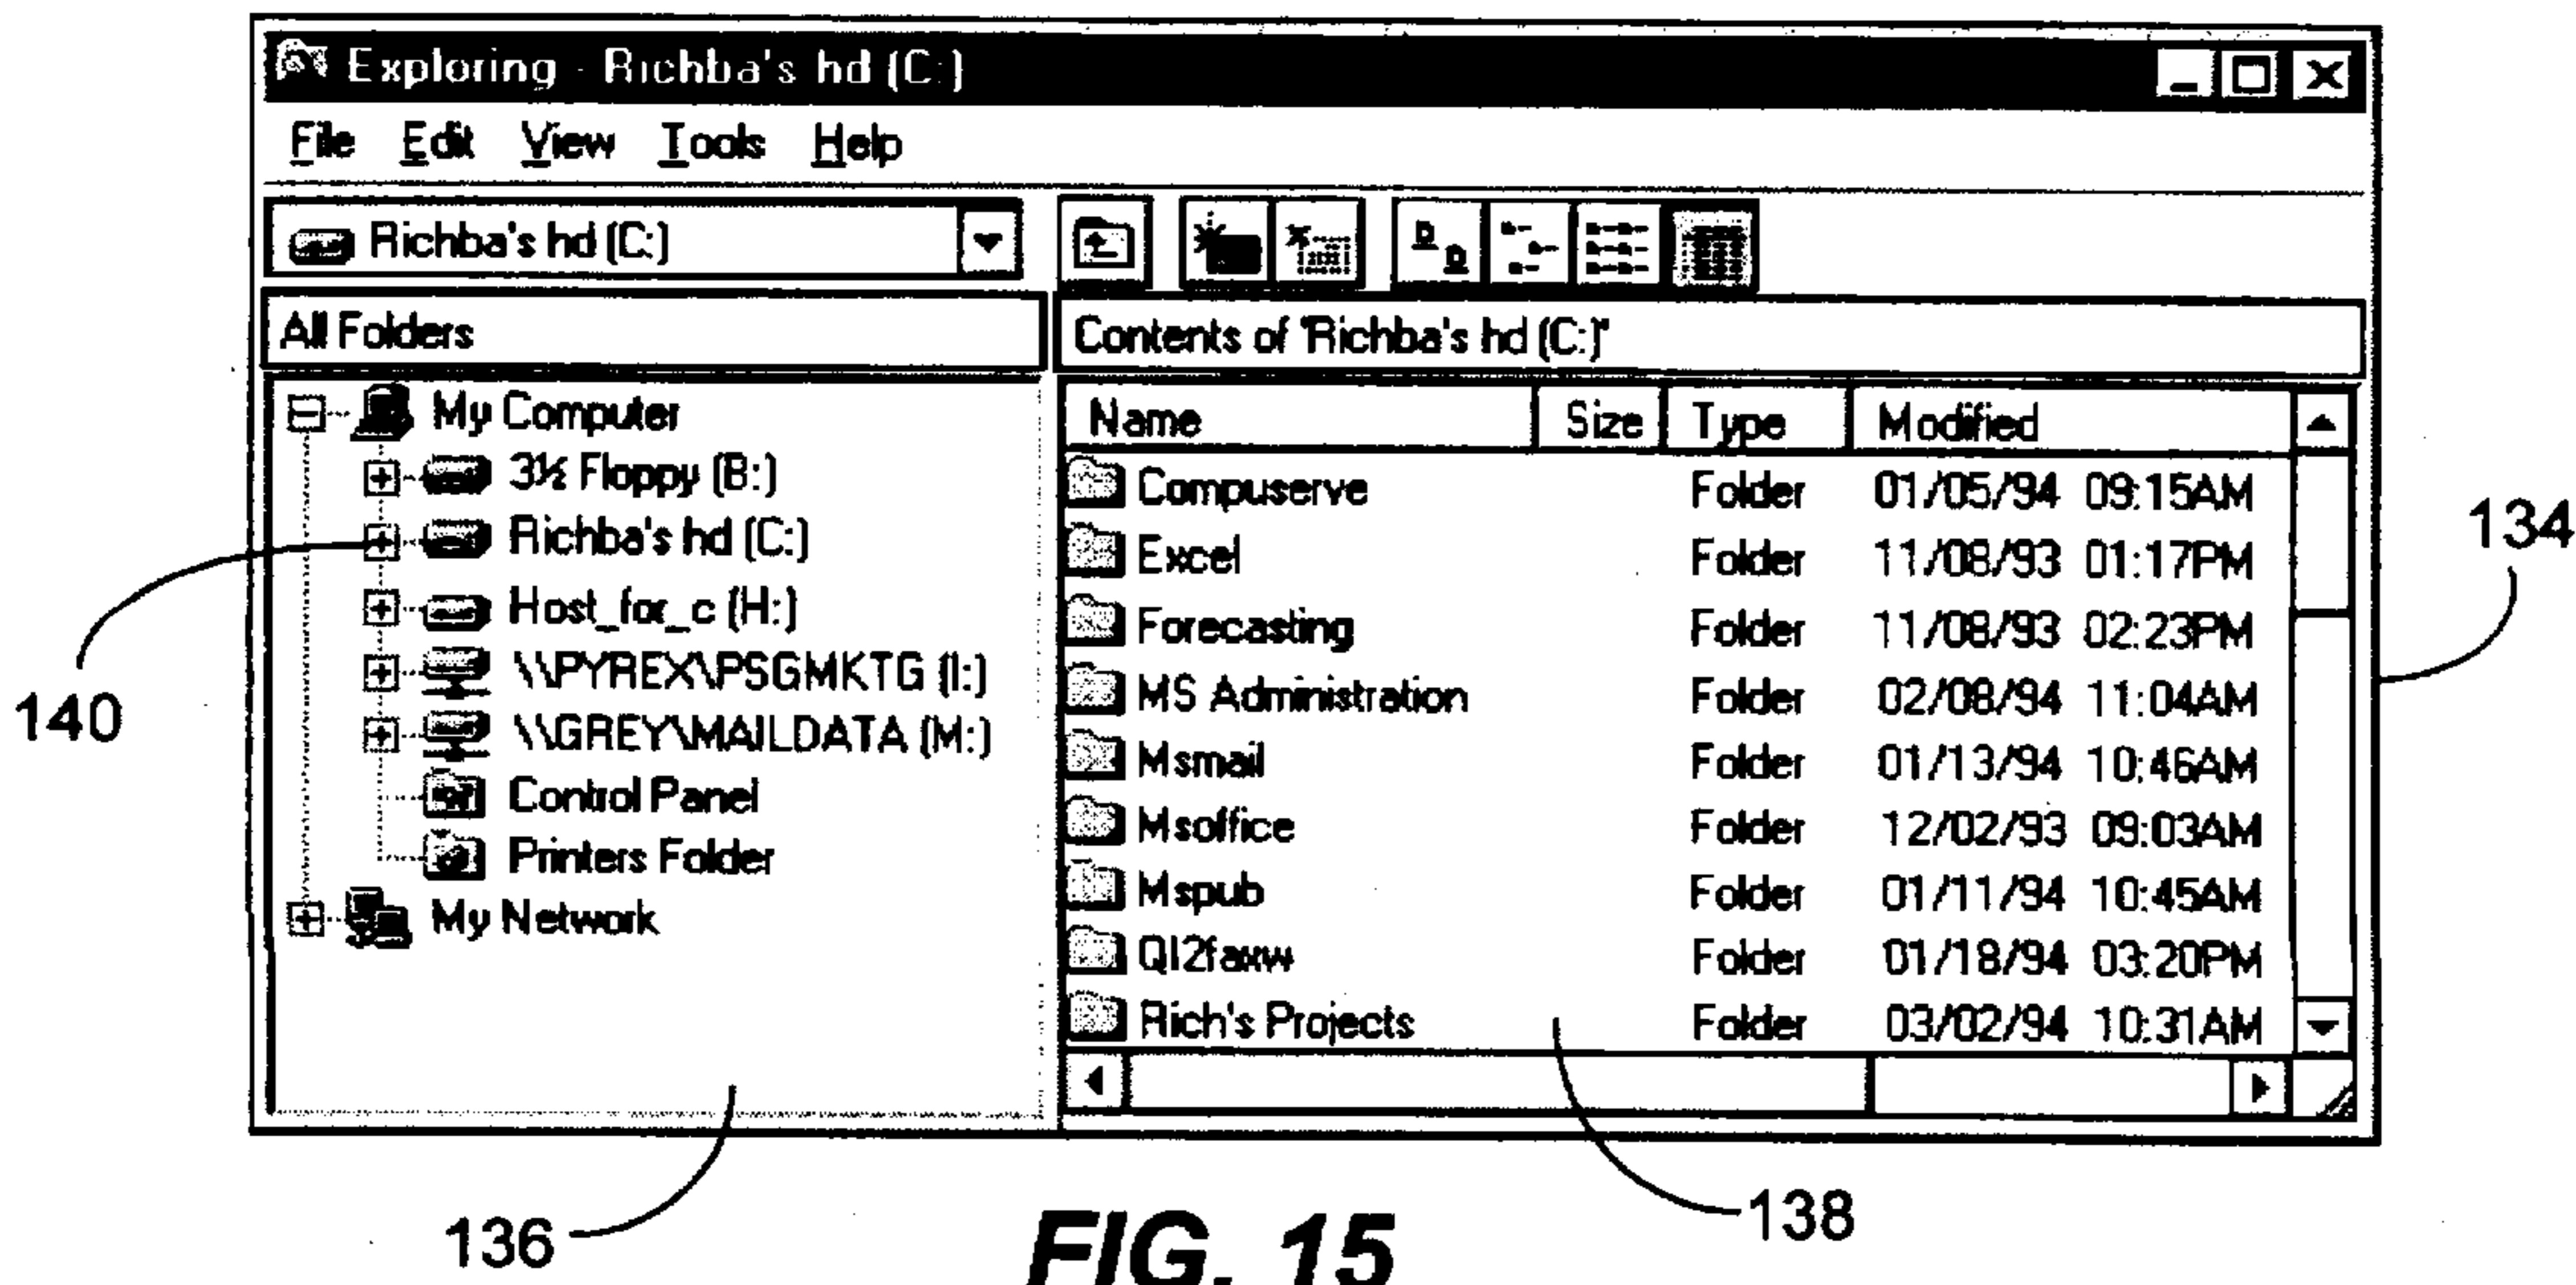 Exploring - Richba's hd (C:)
File Edit View Tools Help
Richba's hd (C:)
All Folders
Contents of 'Richba's hd (C:)'
My Computer
3½ Floppy (B:)
Richba's hd (C:)
Host_for_c (H:)
\\PYREX\PSGMKTG (I:)
\\GREY\MAILDATA (M:)
Control Panel
Printers Folder
My Network
Name Size Type Modified
Compuserve Folder 01/05/94 09:15AM
Excel Folder 11/08/93 01:17PM
Forecasting Folder 11/08/93 02:23PM
MS Administration Folder 02/08/94 11:04AM
Msmail Folder 01/13/94 10:46AM
Msoffice Folder 12/02/93 09:03AM
Mspub Folder 01/11/94 10:45AM
Ql2faxw Folder 01/18/94 03:20PM
Rich's Projects Folder 03/02/94 10:31AM
134
140
136
138
FIG. 15